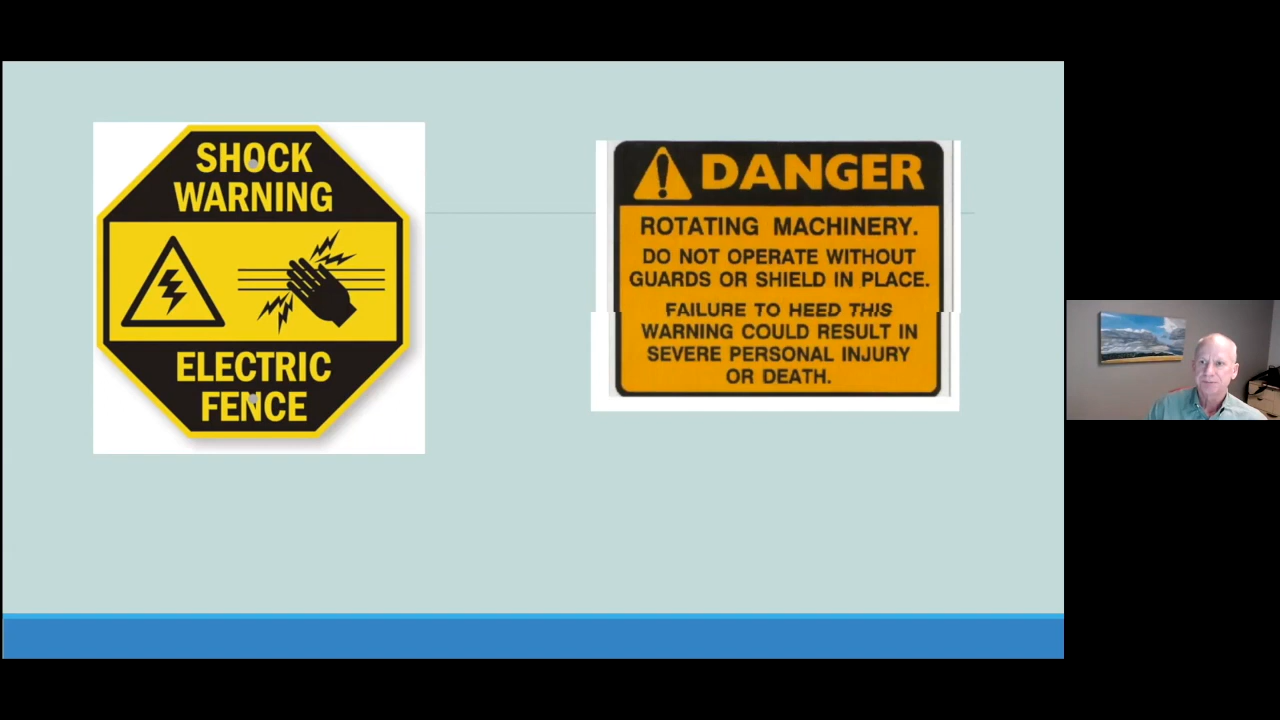 SHOCK
WARNING
ELECTRIC
FENCE
DANGER
ROTATING MACHINERY.
DO NOT OPERATE WITHOUT
GUARDS OR SHIELD IN PLACE.
FAILURE TO HEED THIS
WARNING COULD RESULT IN
SEVERE PERSONAL INJURY
OR DEATH.